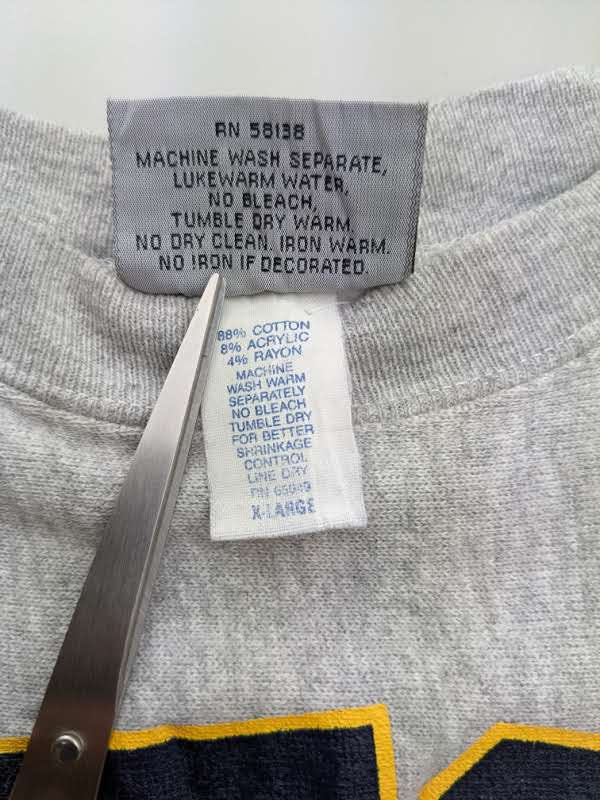 RN 58138
MACHINE WASH SEPARATE,
LUKEWARM WATER,
NO BLEACH,
TUMBLE DRY WARM.
NO DRY CLEAN. IRON WARM.
NO IRON IF DECORATED.
88% COTTON
8% ACRYLIC
4% RAYON
MACHINE
WASH WARM
SEPARATELY
NO BLEACH
TUMBLE DRY
FOR BETTER
SHRINKAGE
CONTROL
LINE DRY
RN
X-LARGE